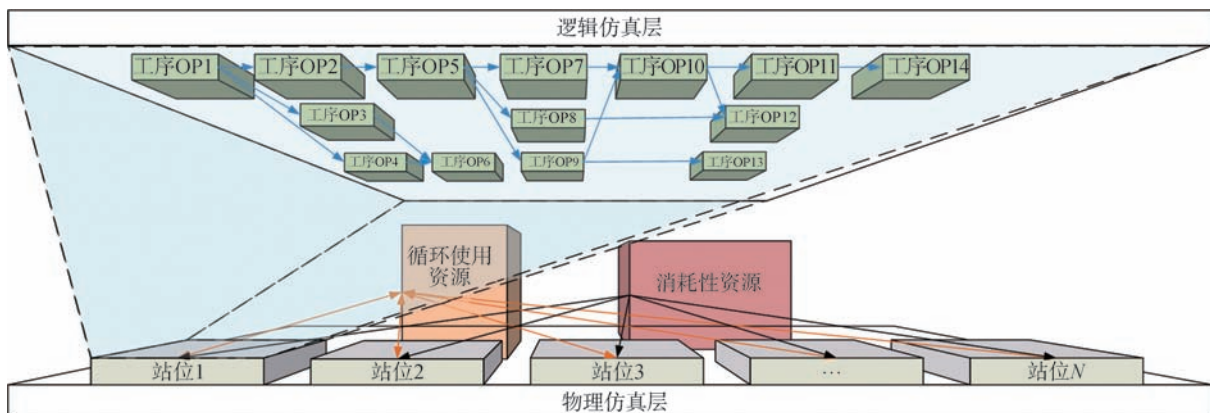 逻辑仿真层
工序OP1
工序OP2
工序OP5
工序OP7
工序OP10
工序OP11
工序OP14
工序OP3
工序OP8
工序OP12
工序OP4
工序OP6
工序OP9
工序OP13
循环使用
资源
消耗性资源
站位1
站位2
站位3
…
站位N
物理仿真层